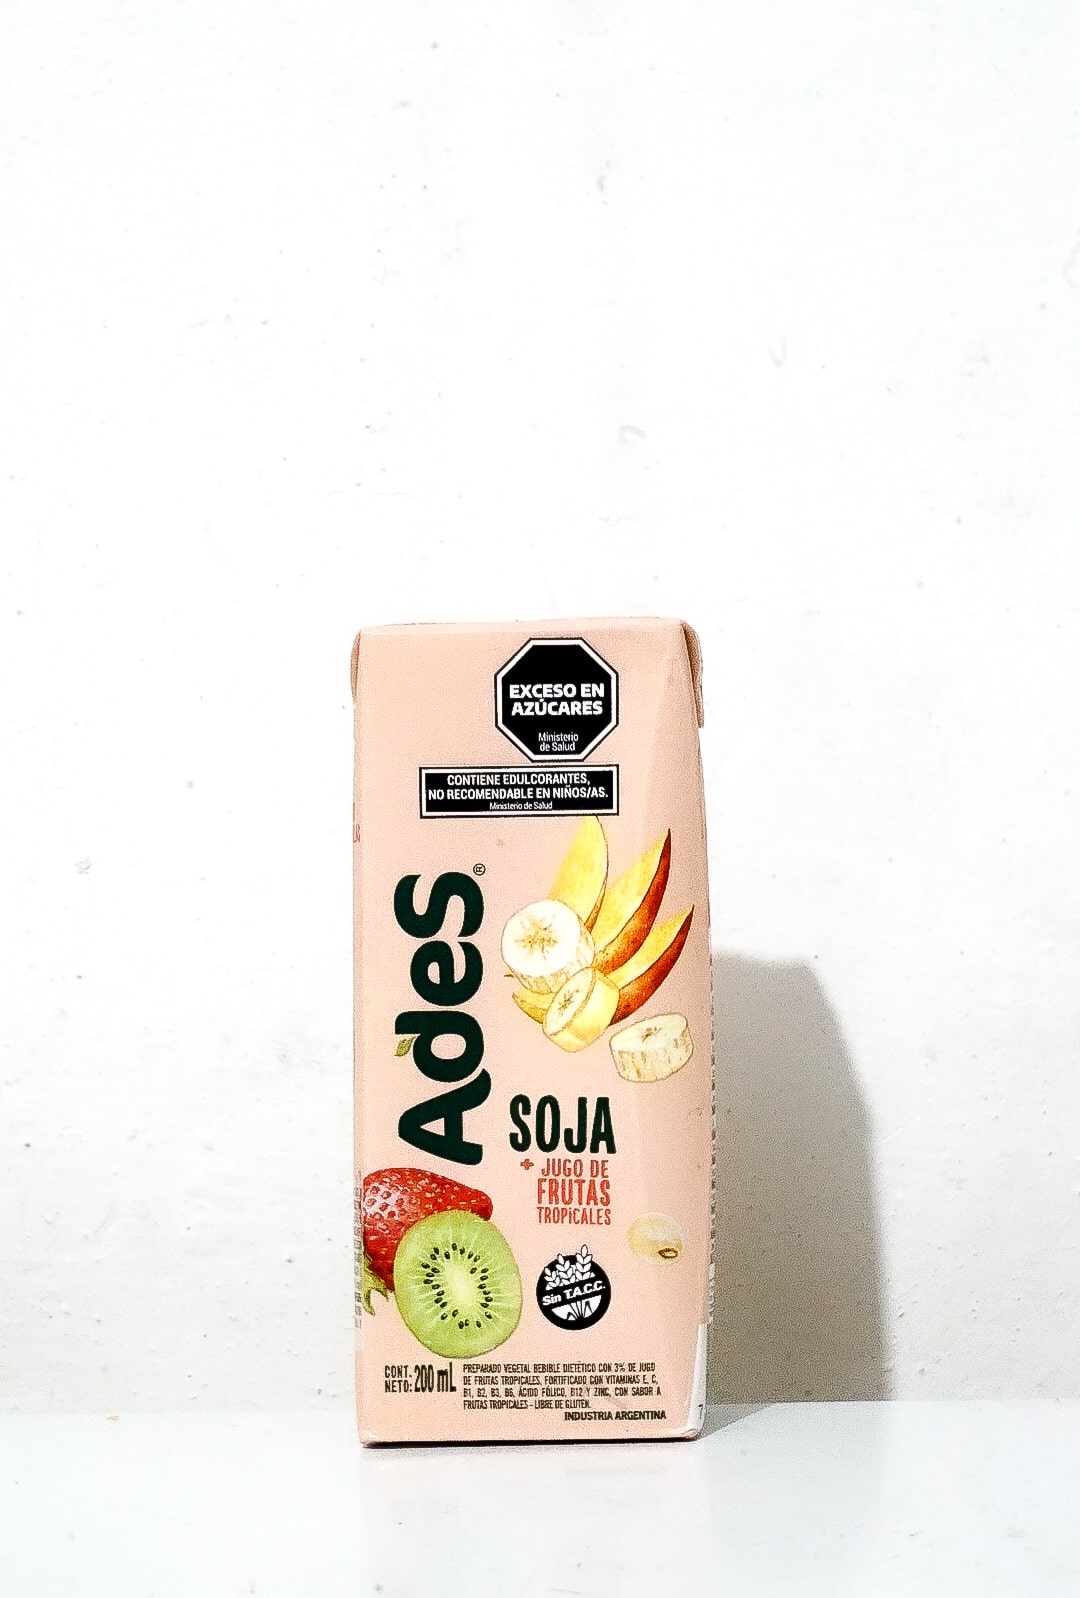 EXCESO EN
AZÚCARES
Ministerio
de Salud
CONTIENE EDULCORANTES,
NO RECOMENDABLE EN NIÑOS/AS.
Ministerio de Salud
AdeS®
SOJA
+ JUGO DE
FRUTAS
TROPiCALES
Sin T.A.C.C.
CONT.
NETO: 200 mL
PREPARADO VEGETAL BEBIBLE DIETÉTICO CON 3% DE JUGO
DE FRUTAS TROPICALES, FORTIFICADO CON VITAMINAS E, C,
B1, B2, B3, B6, ÁCIDO FÓLICO, B12 Y ZINC, CON SABOR A
FRUTAS TROPICALES - LIBRE DE GLUTEN.
INDUSTRIA ARGENTINA